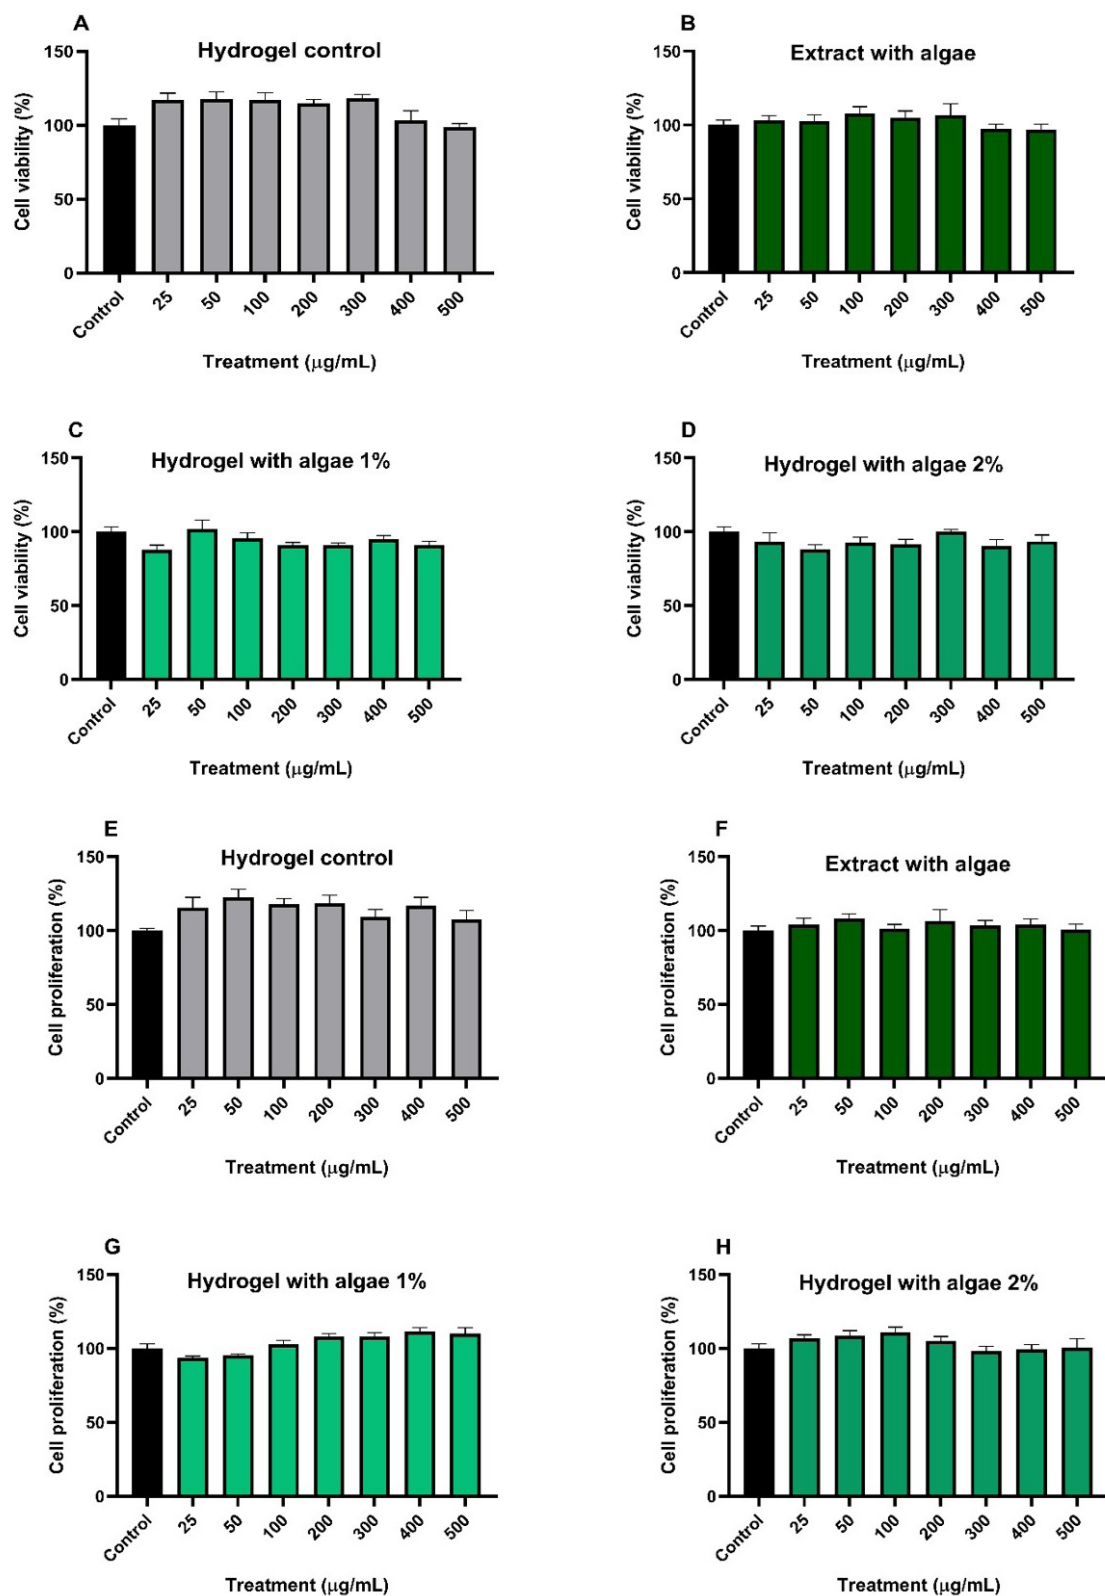 A
Hydrogel control
Cell viability (%)
150
100
50
0
Control 25 50 100 200 300 400 500
Treatment (μg/mL)
B
Extract with algae
Cell viability (%)
150
100
50
0
Control 25 50 100 200 300 400 500
Treatment (μg/mL)
C
Hydrogel with algae 1%
Cell viability (%)
150
100
50
0
Control 25 50 100 200 300 400 500
Treatment (μg/mL)
D
Hydrogel with algae 2%
Cell viability (%)
150
100
50
0
Control 25 50 100 200 300 400 500
Treatment (μg/mL)
E
Hydrogel control
Cell proliferation (%)
150
100
50
0
Control 25 50 100 200 300 400 500
Treatment (μg/mL)
F
Extract with algae
Cell proliferation (%)
150
100
50
0
Control 25 50 100 200 300 400 500
Treatment (μg/mL)
G
Hydrogel with algae 1%
Cell proliferation (%)
150
100
50
0
Control 25 50 100 200 300 400 500
Treatment (μg/mL)
H
Hydrogel with algae 2%
Cell proliferation (%)
150
100
50
0
Control 25 50 100 200 300 400 500
Treatment (μg/mL)